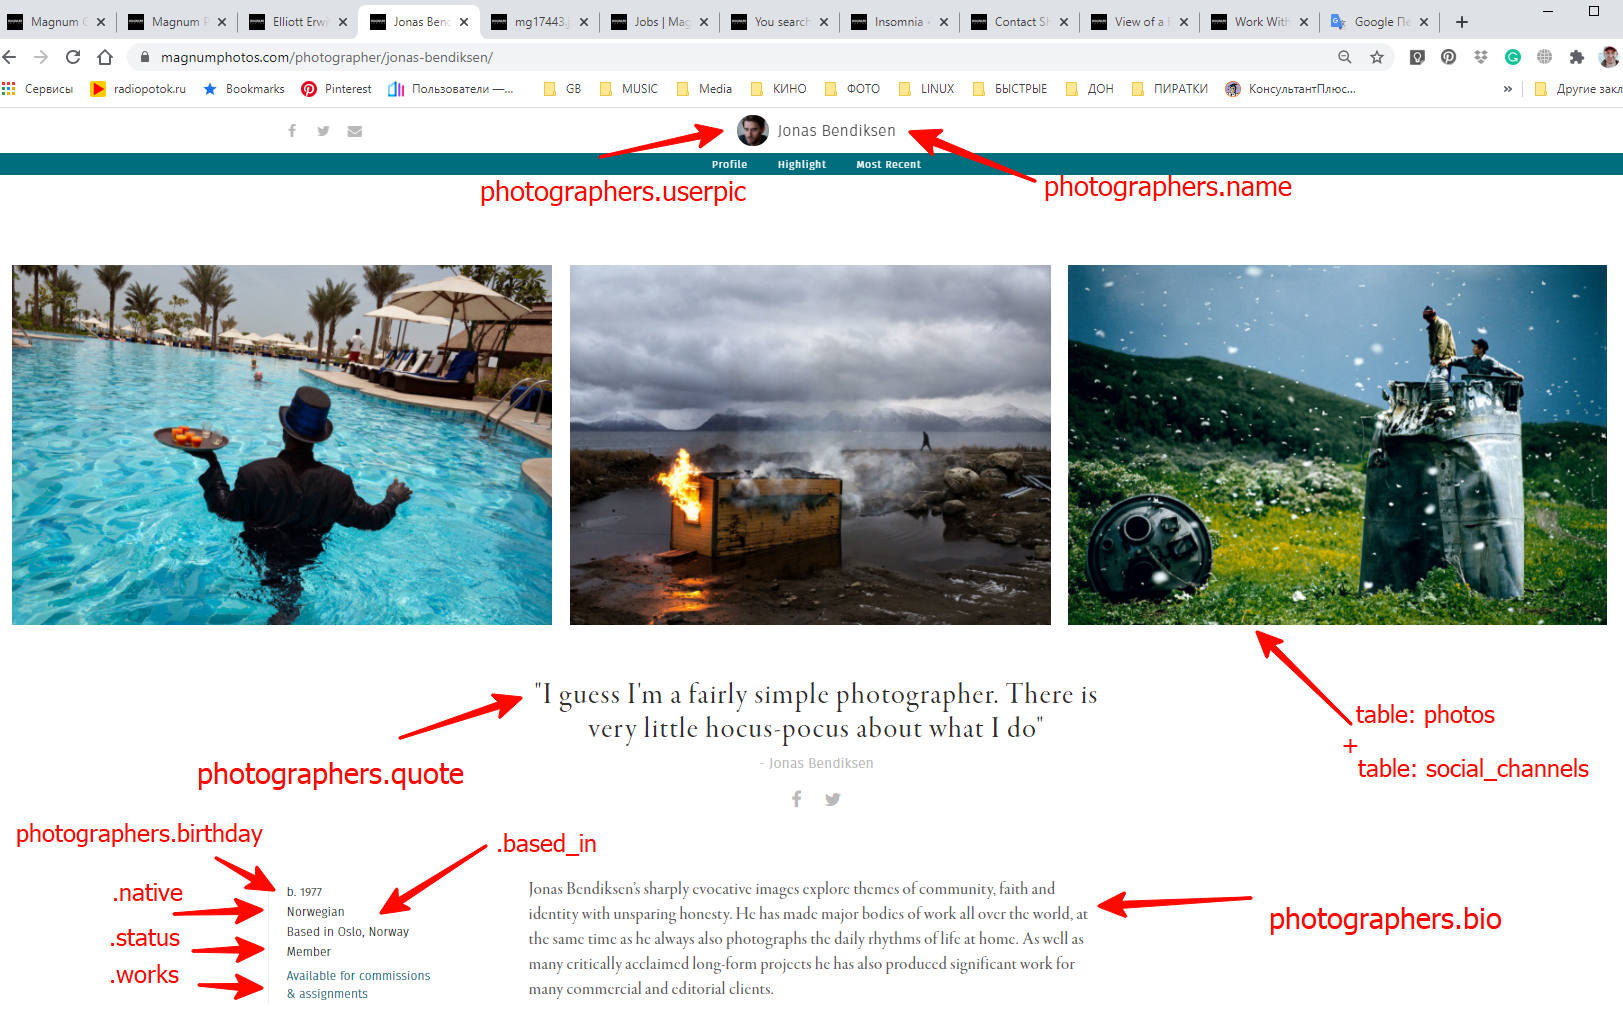 Magnum
Magnum P
Elliott Erwi
Jonas Bend
mg17443.j
Jobs | Mag
You search
Insomnia
Contact Sh
View of a
Work With
Google Пе
magnumphotos.com/photographer/jonas-bendiksen/
Сервисы
radiopotok.ru
Bookmarks
Pinterest
Пользователи —...
GB
MUSIC
Media
КИНО
ФОТО
LINUX
БЫСТРЫЕ
ДОН
ПИРАТКИ
КонсультантПлюс...
»
Другие закл
Jonas Bendiksen
Profile
Highlight
Most Recent
photographers.userpic
photographers.name
"I guess I'm a fairly simple photographer. There is
very little hocus-pocus about what I do"
- Jonas Bendiksen
table: photos
+
table: social_channels
photographers.quote
photographers.birthday
.based_in
.native
.status
.works
b. 1977
Norwegian
Based in Oslo, Norway
Member
Available for commissions
& assignments
Jonas Bendiksen's sharply evocative images explore themes of community, faith and
identity with unsparing honesty. He has made major bodies of work all over the world, at
the same time as he always also photographs the daily rhythms of life at home. As well as
many critically acclaimed long-form projects he has also produced significant work for
many commercial and editorial clients.
photographers.bio